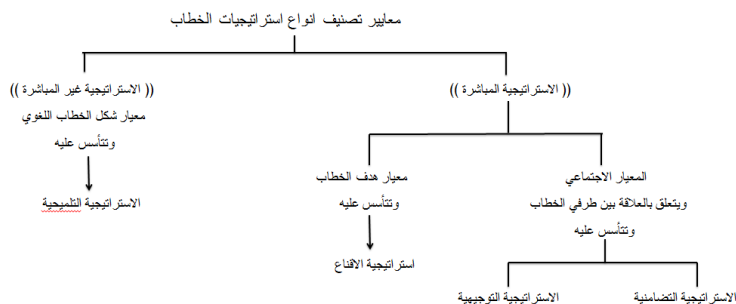 معايير تصنيف انواع استراتيجيات الخطاب
(( الاستراتيجية المباشرة ))
المعيار الاجتماعي
ويتعلق بالعلاقة بين طرفي الخطاب
وتتأسس عليه
الاستراتيجية التضامنية
الاستراتيجية التوجيهية
معيار هدف الخطاب
وتتأسس عليه
استراتيجية الاقناع
(( الاستراتيجية غير المباشرة ))
معيار شكل الخطاب اللغوي
وتتأسس عليه
الاستراتيجية التلميحية